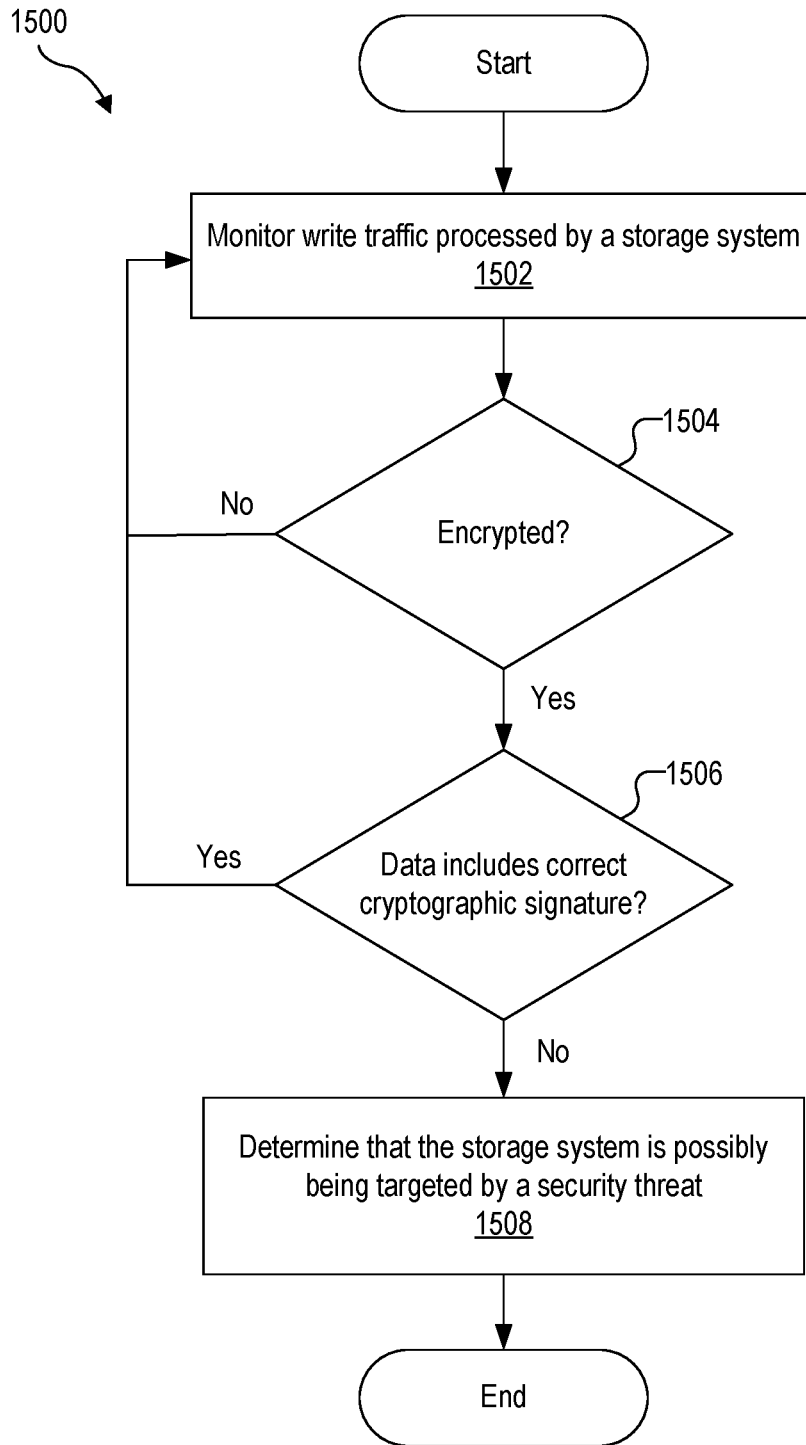 1500
Start
Monitor write traffic processed by a storage system
1502
1504
No
Encrypted?
Yes
1506
Yes
Data includes correct
cryptographic signature?
No
Determine that the storage system is possibly
being targeted by a security threat
1508
End